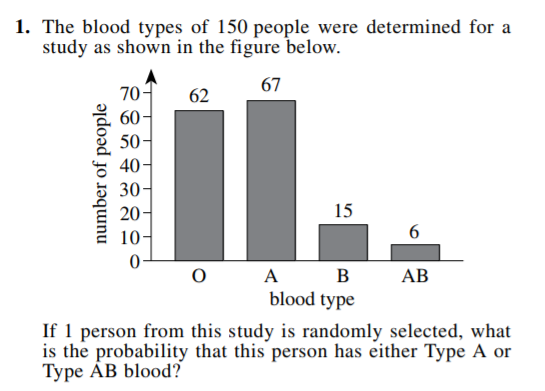 1. The blood types of 150 people were determined for a
study as shown in the figure below.
number of people
70
60
50
40
30
20
10
0
62
67
15
6
O A B AB
blood type
If 1 person from this study is randomly selected, what
is the probability that this person has either Type A or
Type AB blood?